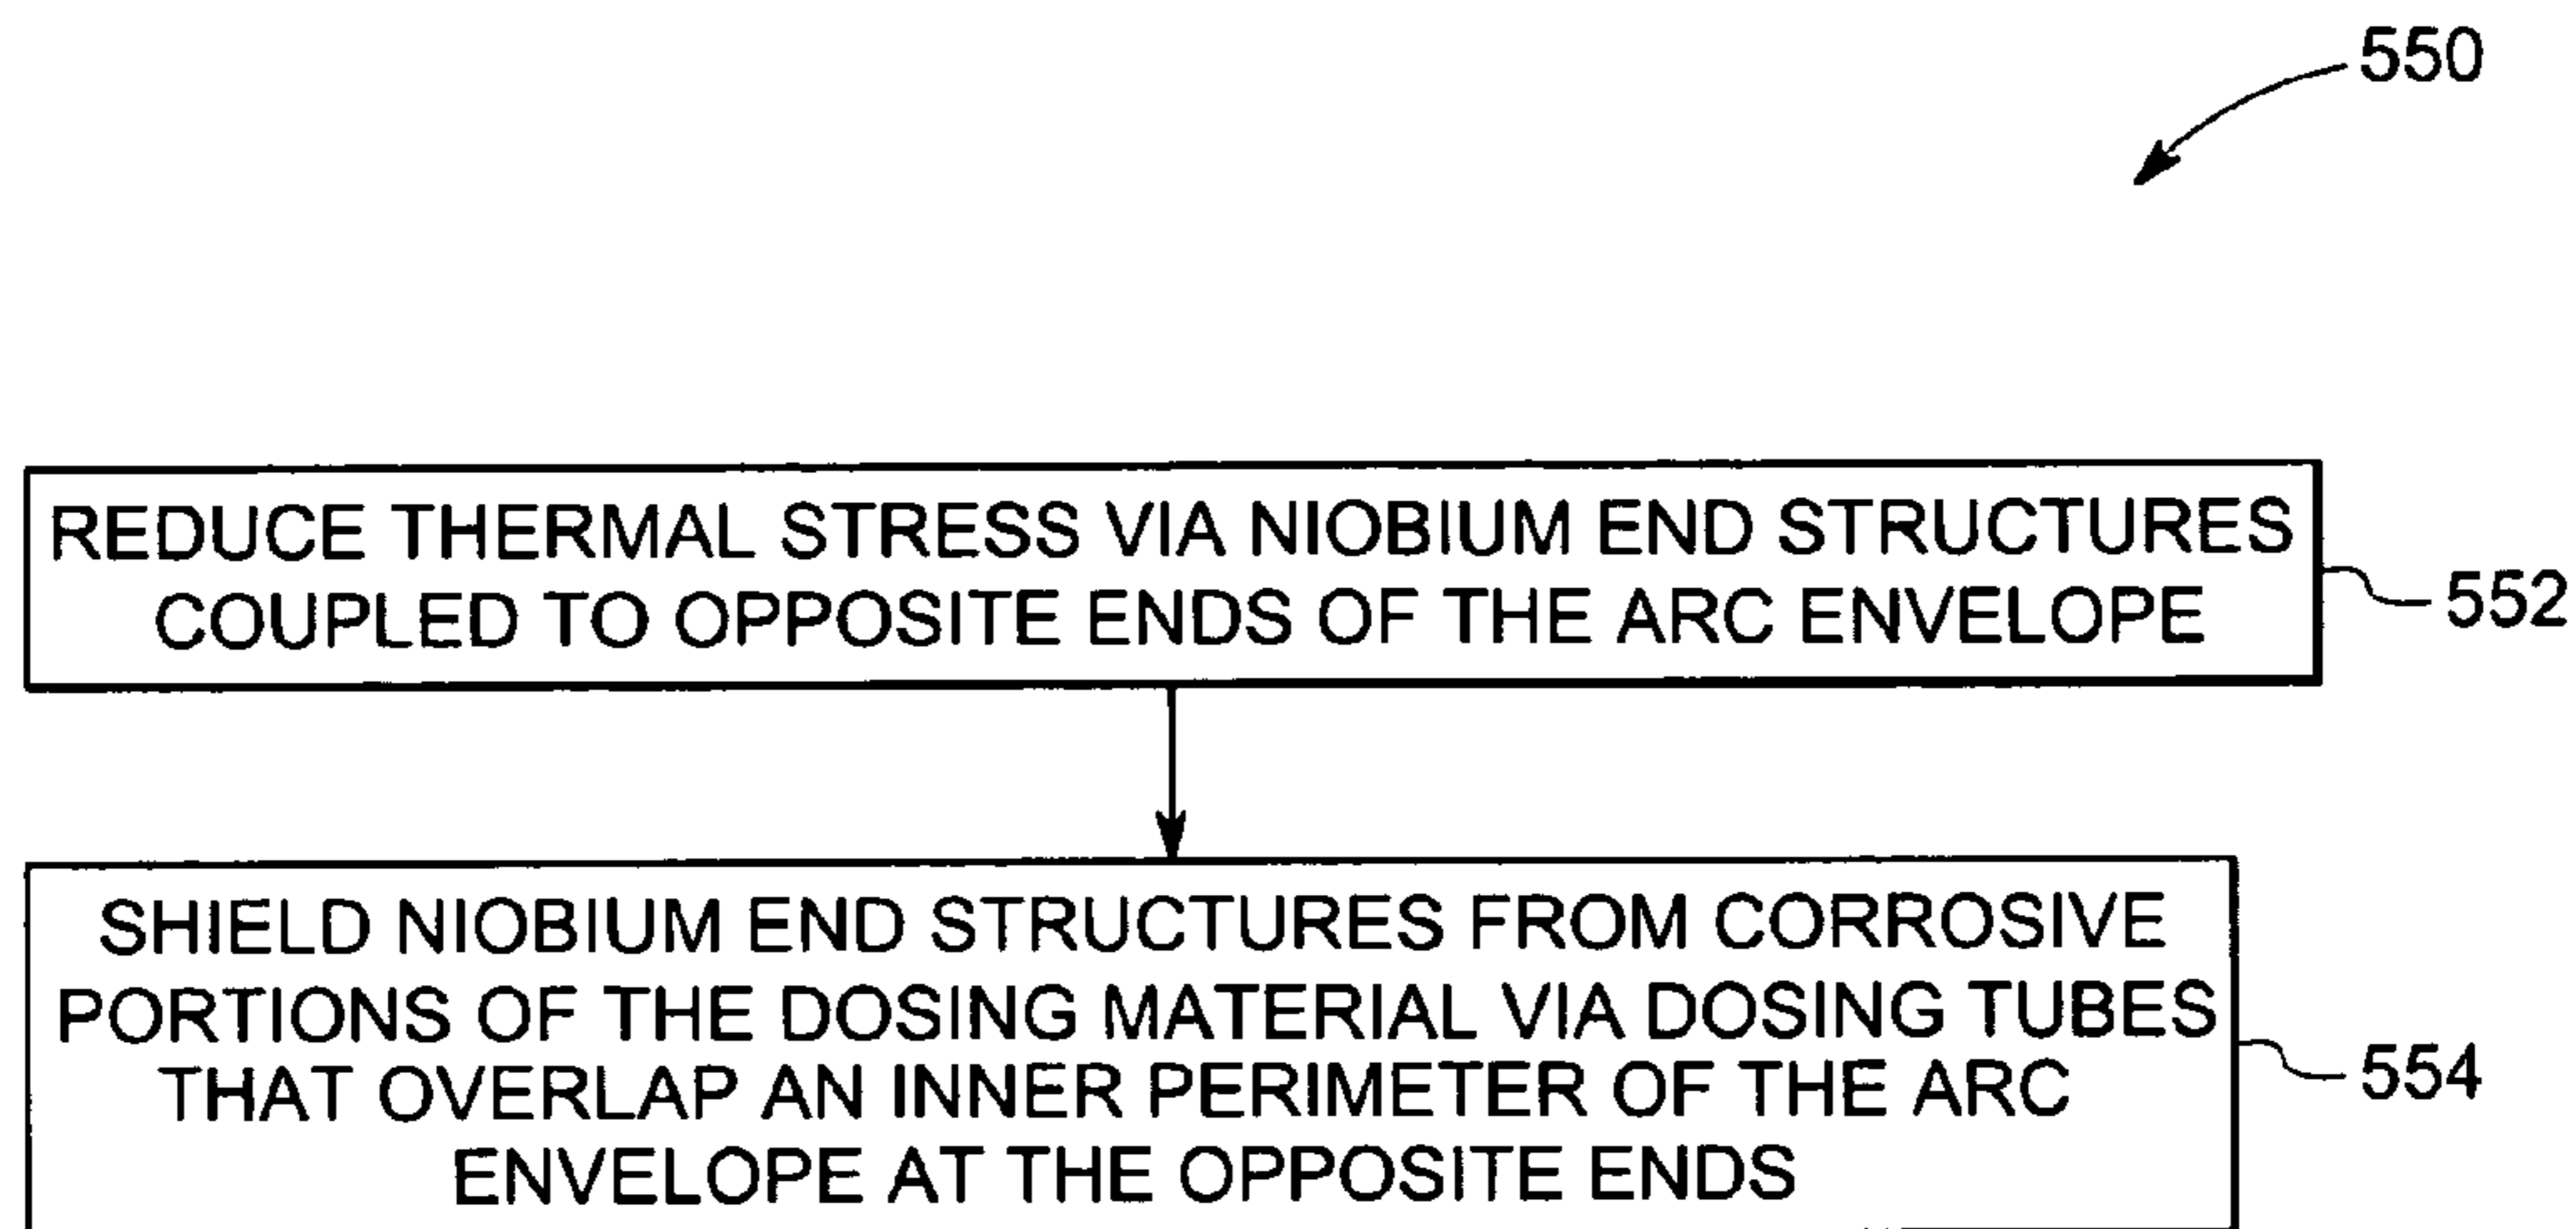 550
REDUCE THERMAL STRESS VIA NIOBIUM END STRUCTURES
COUPLED TO OPPOSITE ENDS OF THE ARC ENVELOPE
552
SHIELD NIOBIUM END STRUCTURES FROM CORROSIVE
PORTIONS OF THE DOSING MATERIAL VIA DOSING TUBES
THAT OVERLAP AN INNER PERIMETER OF THE ARC
ENVELOPE AT THE OPPOSITE ENDS
554